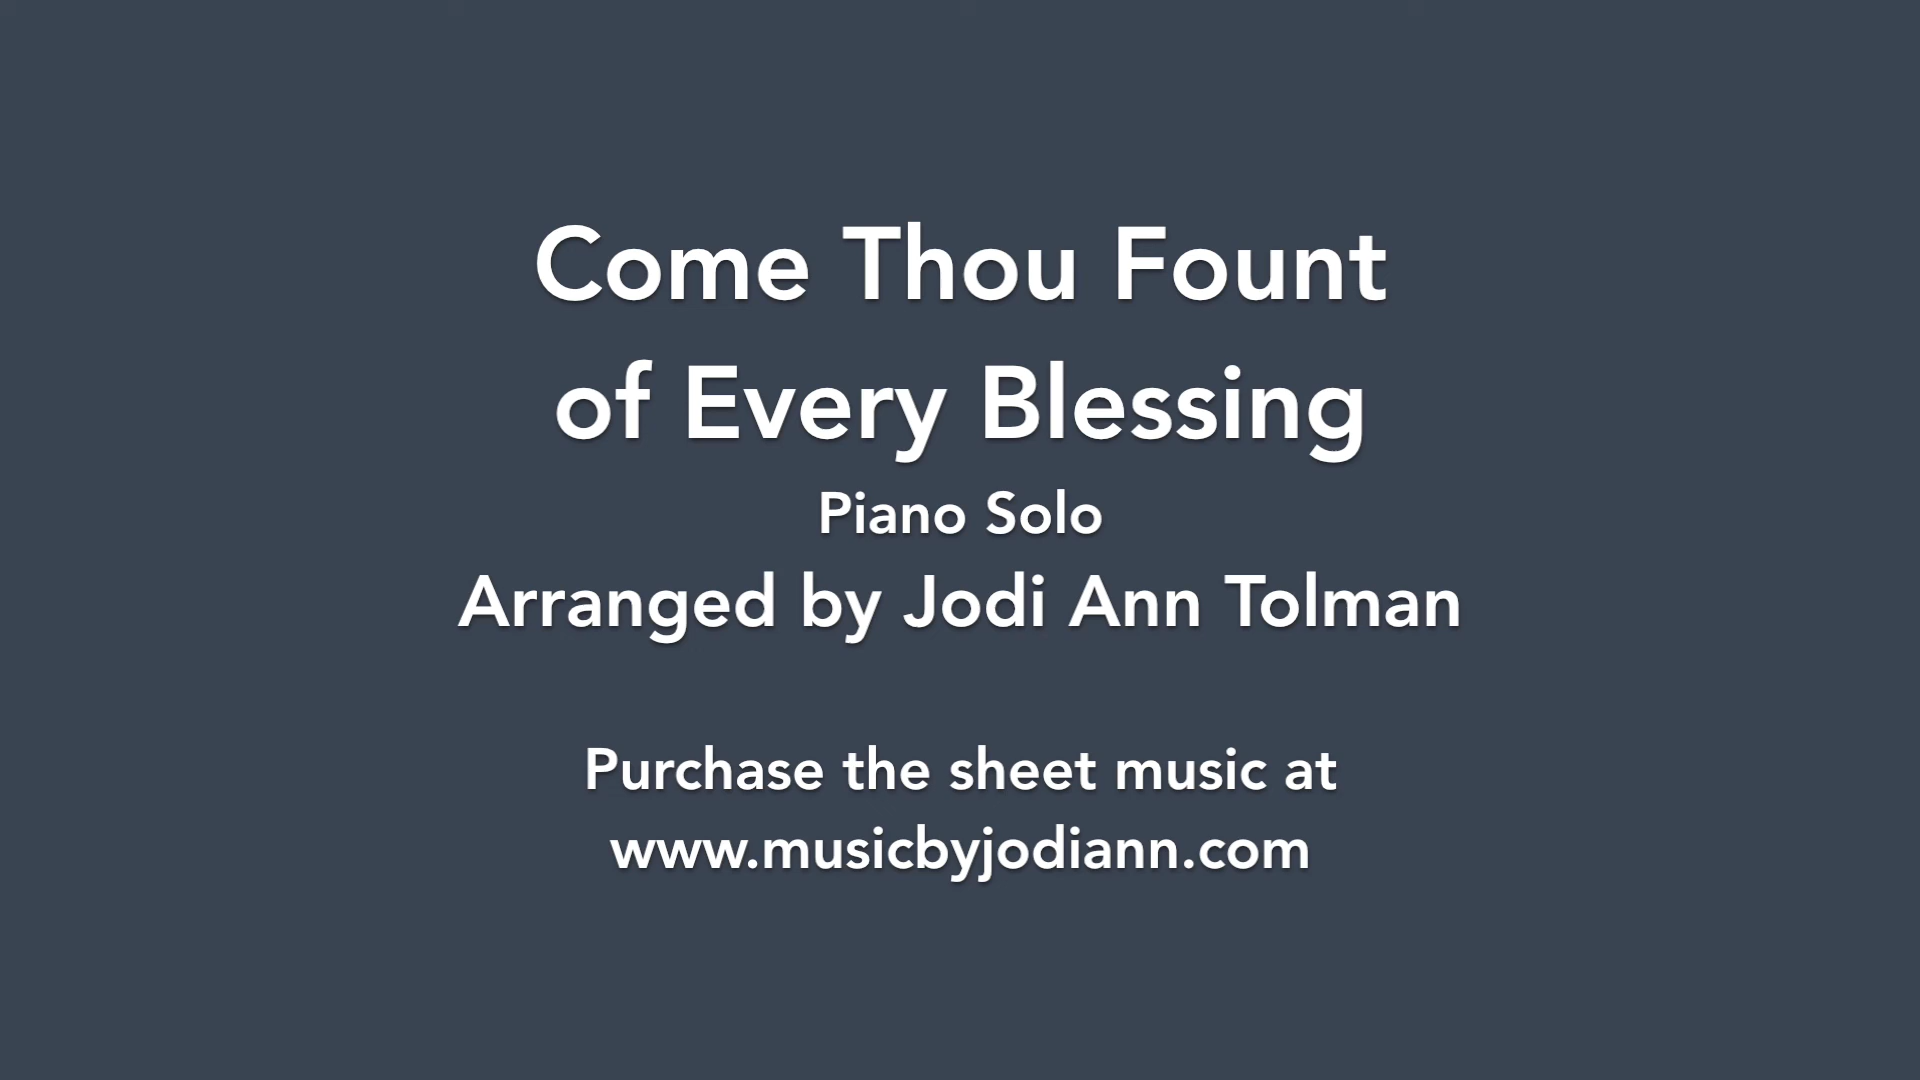 Come Thou Fount
of Every Blessing
Piano Solo
Arranged by Jodi Ann Tolman
Purchase the sheet music at
www.musicbyjodiann.com